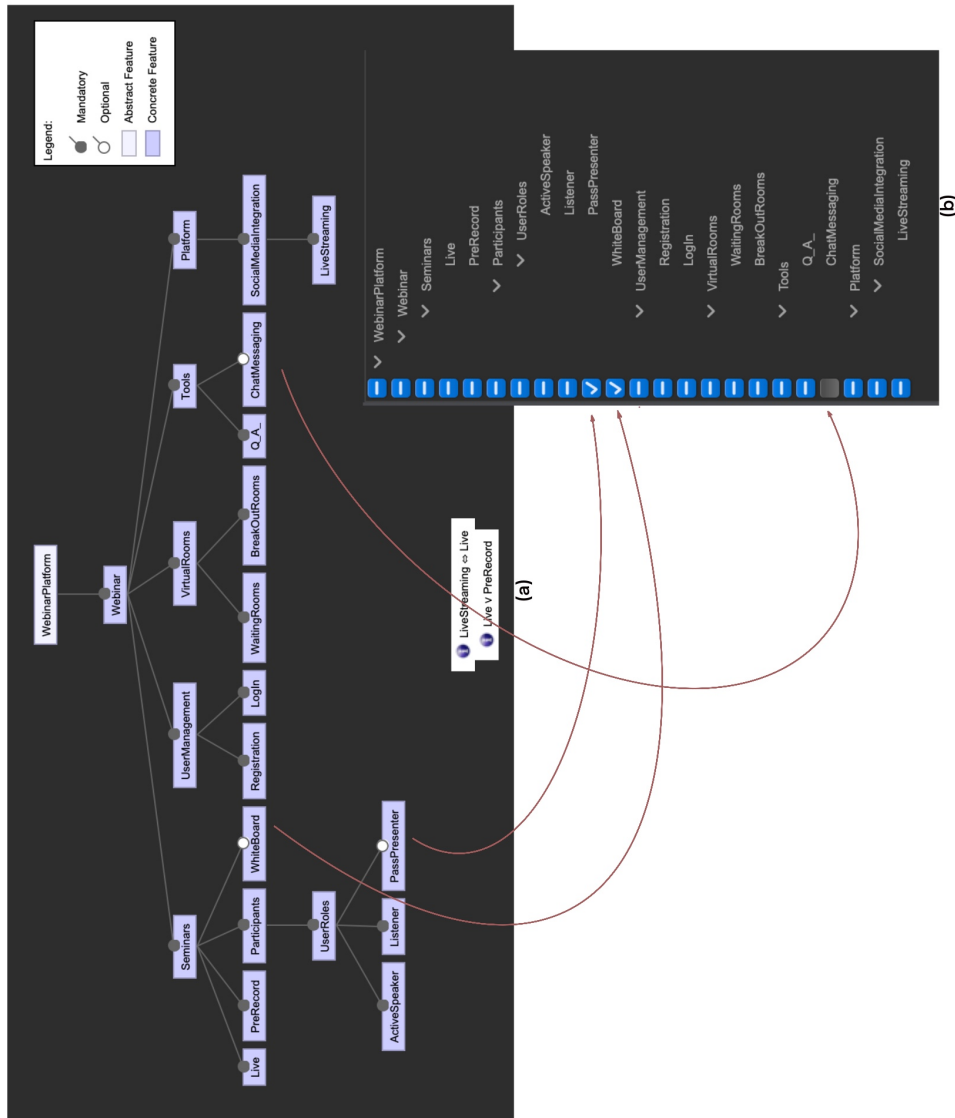 WebinarPlatform
Legend:
Mandatory
Optional
Abstract Feature
Concrete Feature
Webinar
Seminars
UserManagement
VirtualRooms
Tools
Platform
Live
PreRecord
Participants
WhiteBoard
Registration
LogIn
WaitingRooms
BreakOutRooms
Q_A_
ChatMessaging
SocialMediaIntegration
UserRoles
LiveStreaming
ActiveSpeaker
Listener
PassPresenter
LiveStreaming ⇔ Live
Live ∨ PreRecord
(a)
WebinarPlatform
Webinar
Seminars
Live
PreRecord
Participants
UserRoles
ActiveSpeaker
Listener
PassPresenter
WhiteBoard
UserManagement
Registration
LogIn
VirtualRooms
WaitingRooms
BreakOutRooms
Tools
Q_A_
ChatMessaging
Platform
SocialMediaIntegration
LiveStreaming
(b)